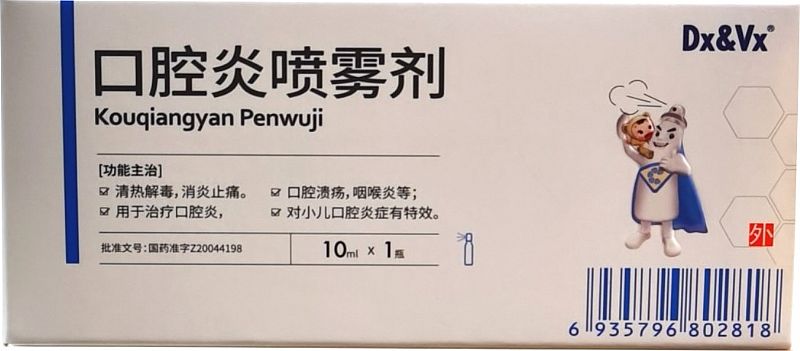 Dx&Vx®
口腔炎喷雾剂
Kouqiangyan Penwuji
[功能主治]
清热解毒,消炎止痛。 口腔溃疡,咽喉炎等;
用于治疗口腔炎, 对小儿口腔炎症有特效。
批准文号:国药准字Z20044198 10ml x 1瓶
外
6 935796 802818